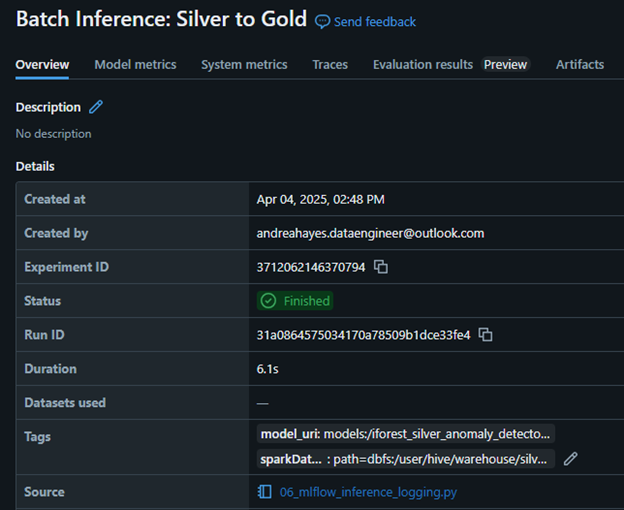 Batch Inference: Silver to Gold Send feedback
Overview Model metrics System metrics Traces Evaluation results Preview Artifacts
Description
No description
Details
Created at Apr 04, 2025, 02:48 PM
Created by andreahayes.dataengineer@outlook.com
Experiment ID 3712062146370794
Status Finished
Run ID 31a0864575034170a78509b1dce33fe4
Duration 6.1s
Datasets used —
Tags model_uri: models:/iforest_silver_anomaly_detecto...
sparkDat... : path=dbfs:/user/hive/warehouse/silv...
Source 06_mlflow_inference_logging.py